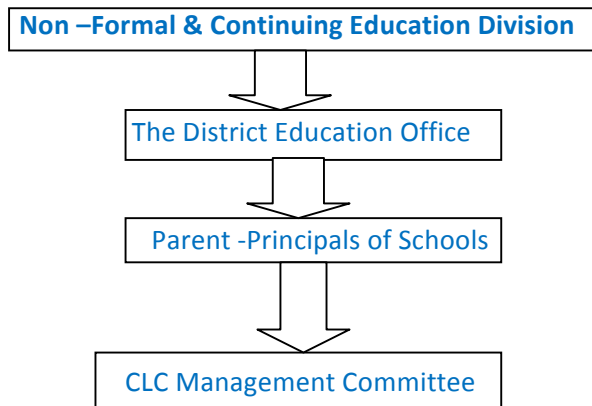 Non –Formal & Continuing Education Division
The District Education Office
Parent -Principals of Schools
CLC Management Committee